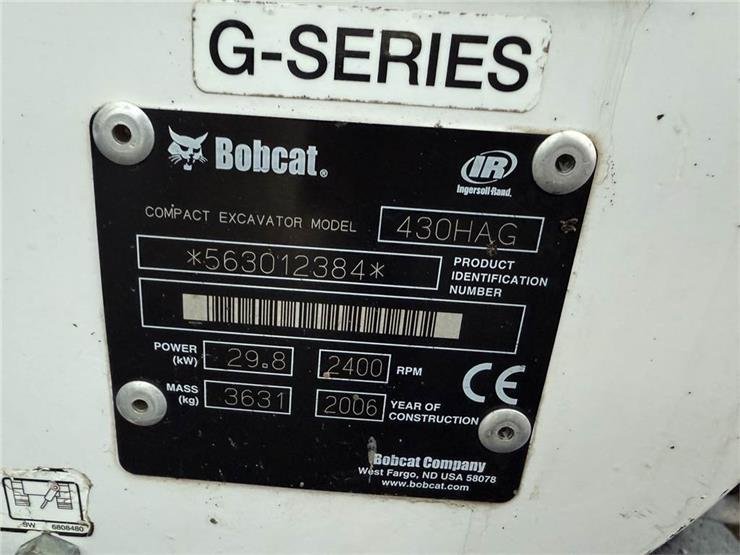 G-SERIES
Bobcat®
IR
Ingersoll-Rand
COMPACT EXCAVATOR MODEL 430HAG
*563012384*
PRODUCT
IDENTIFICATION
NUMBER
POWER
(kW) 29.8 2400 RPM
MASS
(kg) 3631 2006 YEAR OF
CONSTRUCTION
CE
Bobcat Company
West Fargo, ND USA 58078
www.bobcat.com
SW 6808480